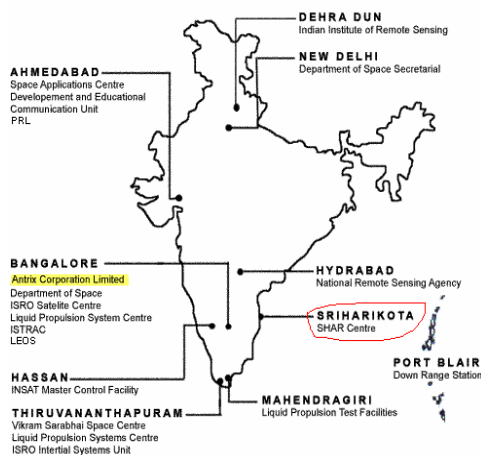 DEHRA DUN
Indian Institute of Remote Sensing
NEW DELHI
Department of Space Secretarial
AHMEDABAD
Space Applications Centre
Developement and Educational
Communication Unit
PRL
BANGALORE
Antrix Corporation Limited
Department of Space
ISRO Satelite Centre
Liquid Propulsion System Centre
ISTRAC
LEOS
HYDRABAD
National Remote Sensing Agency
SRIHARIKOTA
SHAR Centre
PORT BLAIR
Down Range Station
HASSAN
INSAT Master Control Facility
MAHENDRAGIRI
Liquid Propulsion Test Facilities
THIRUVANANTHAPURAM
Vikram Sarabhai Space Centre
Liquid Propulsion Systems Centre
ISRO Intertial Systems Unit